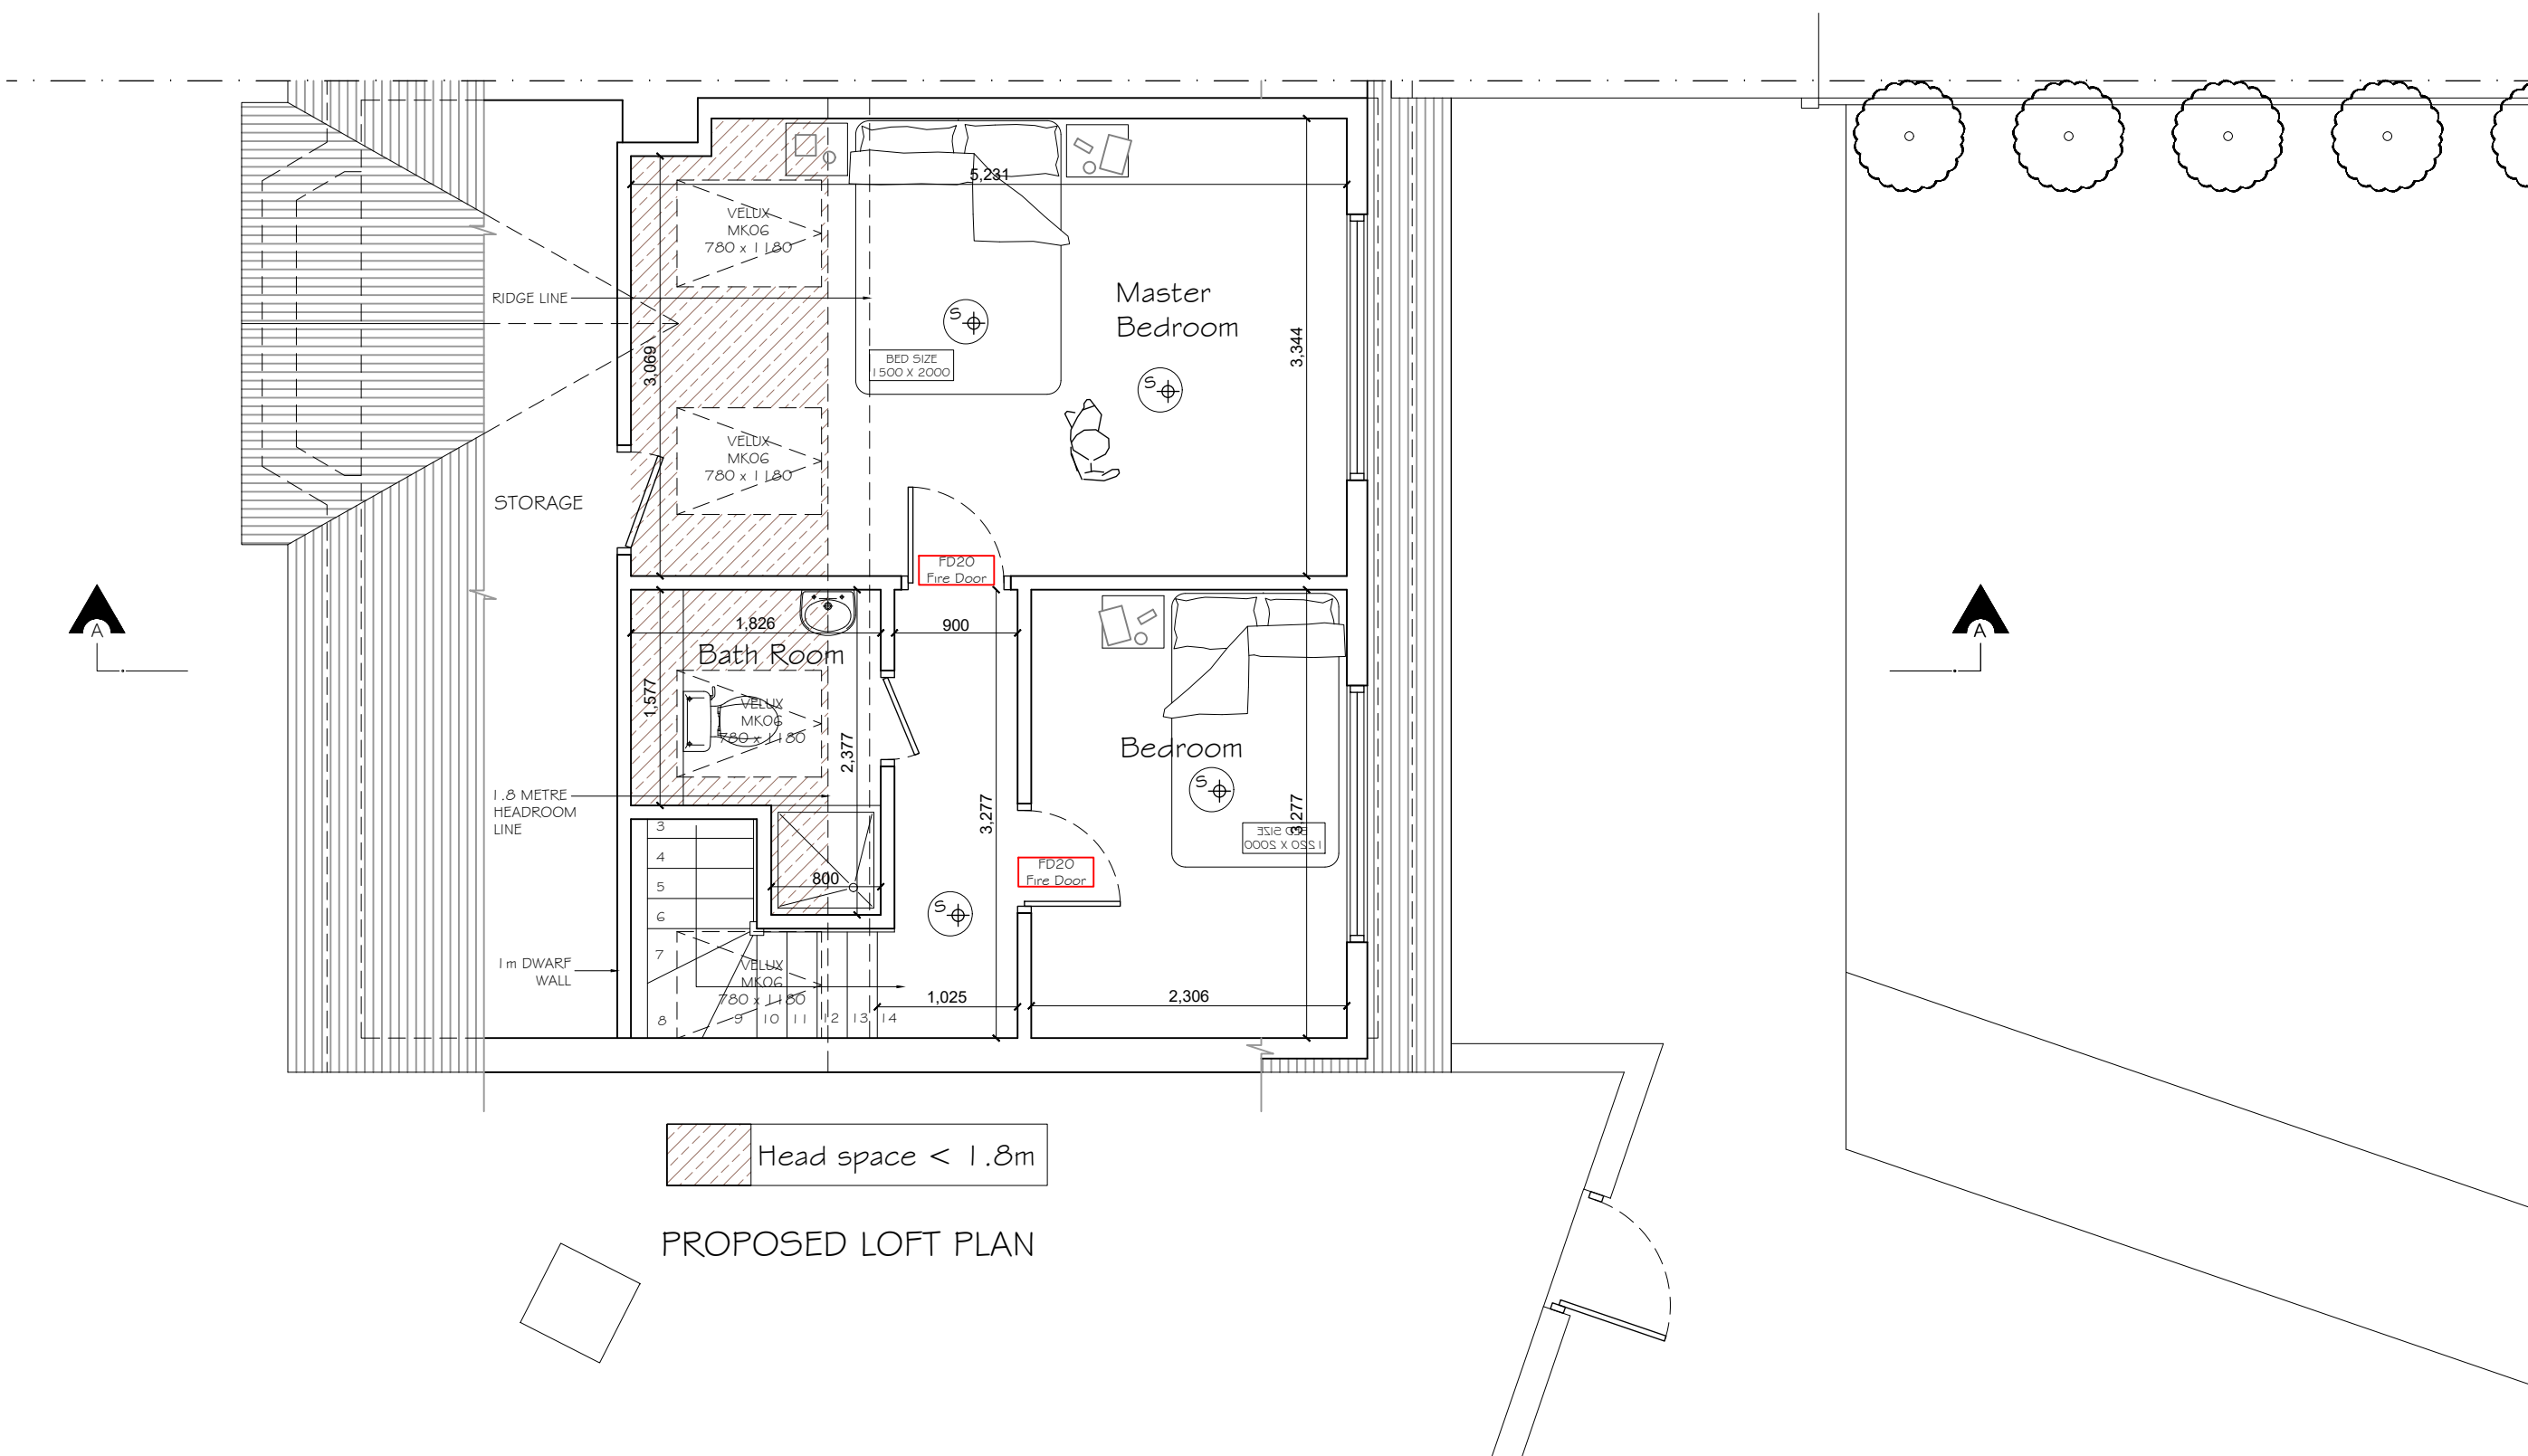 5,231
VELUX
MK06
780 x 1180
RIDGE LINE
Master
Bedroom
S
3,344
BED SIZE
1500 X 2000
3,069
S
VELUX
MK06
780 x 1180
STORAGE
FD20
Fire Door
A
A
1,826
900
Bath Room
1,577
VELUX
MK06
780 x 1180
2,377
Bedroom
S
1.8 METRE
HEADROOM
LINE
3,277
3,277
BED SIZE
1220 X 2000
3
4
5
6
7
8
9
10
11
12
13
14
800
FD20
Fire Door
S
1m DWARF
WALL
VELUX
MK06
780 x 1180
1,025
2,306
Head space < 1.8m
PROPOSED LOFT PLAN